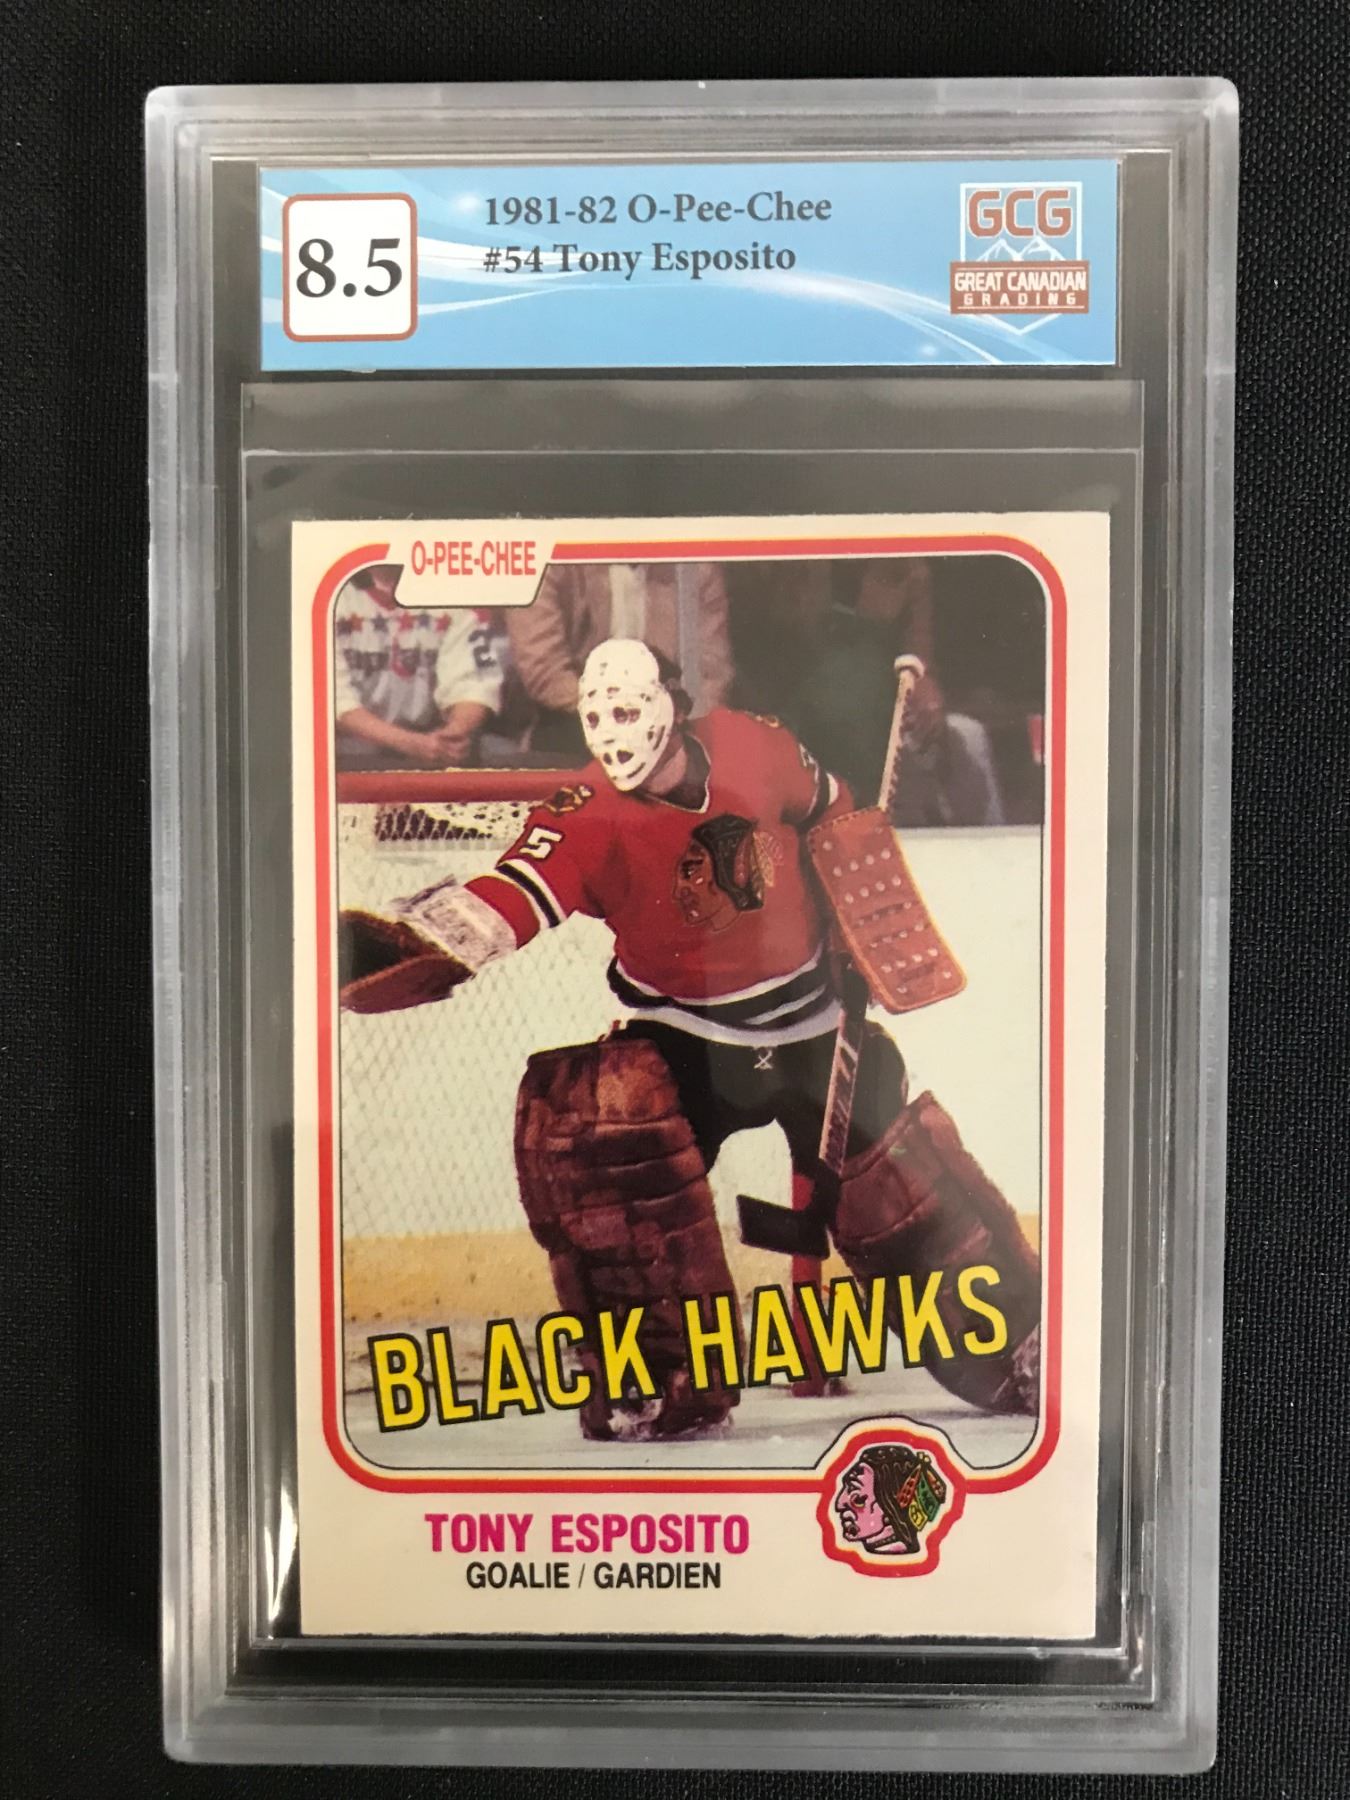 8.5
1981-82 O-Pee-Chee
#54 Tony Esposito
GCG
GREAT CANADIAN
GRADING
O-PEE-CHEE
5
BLACK HAWKS
TONY ESPOSITO
GOALIE / GARDIEN